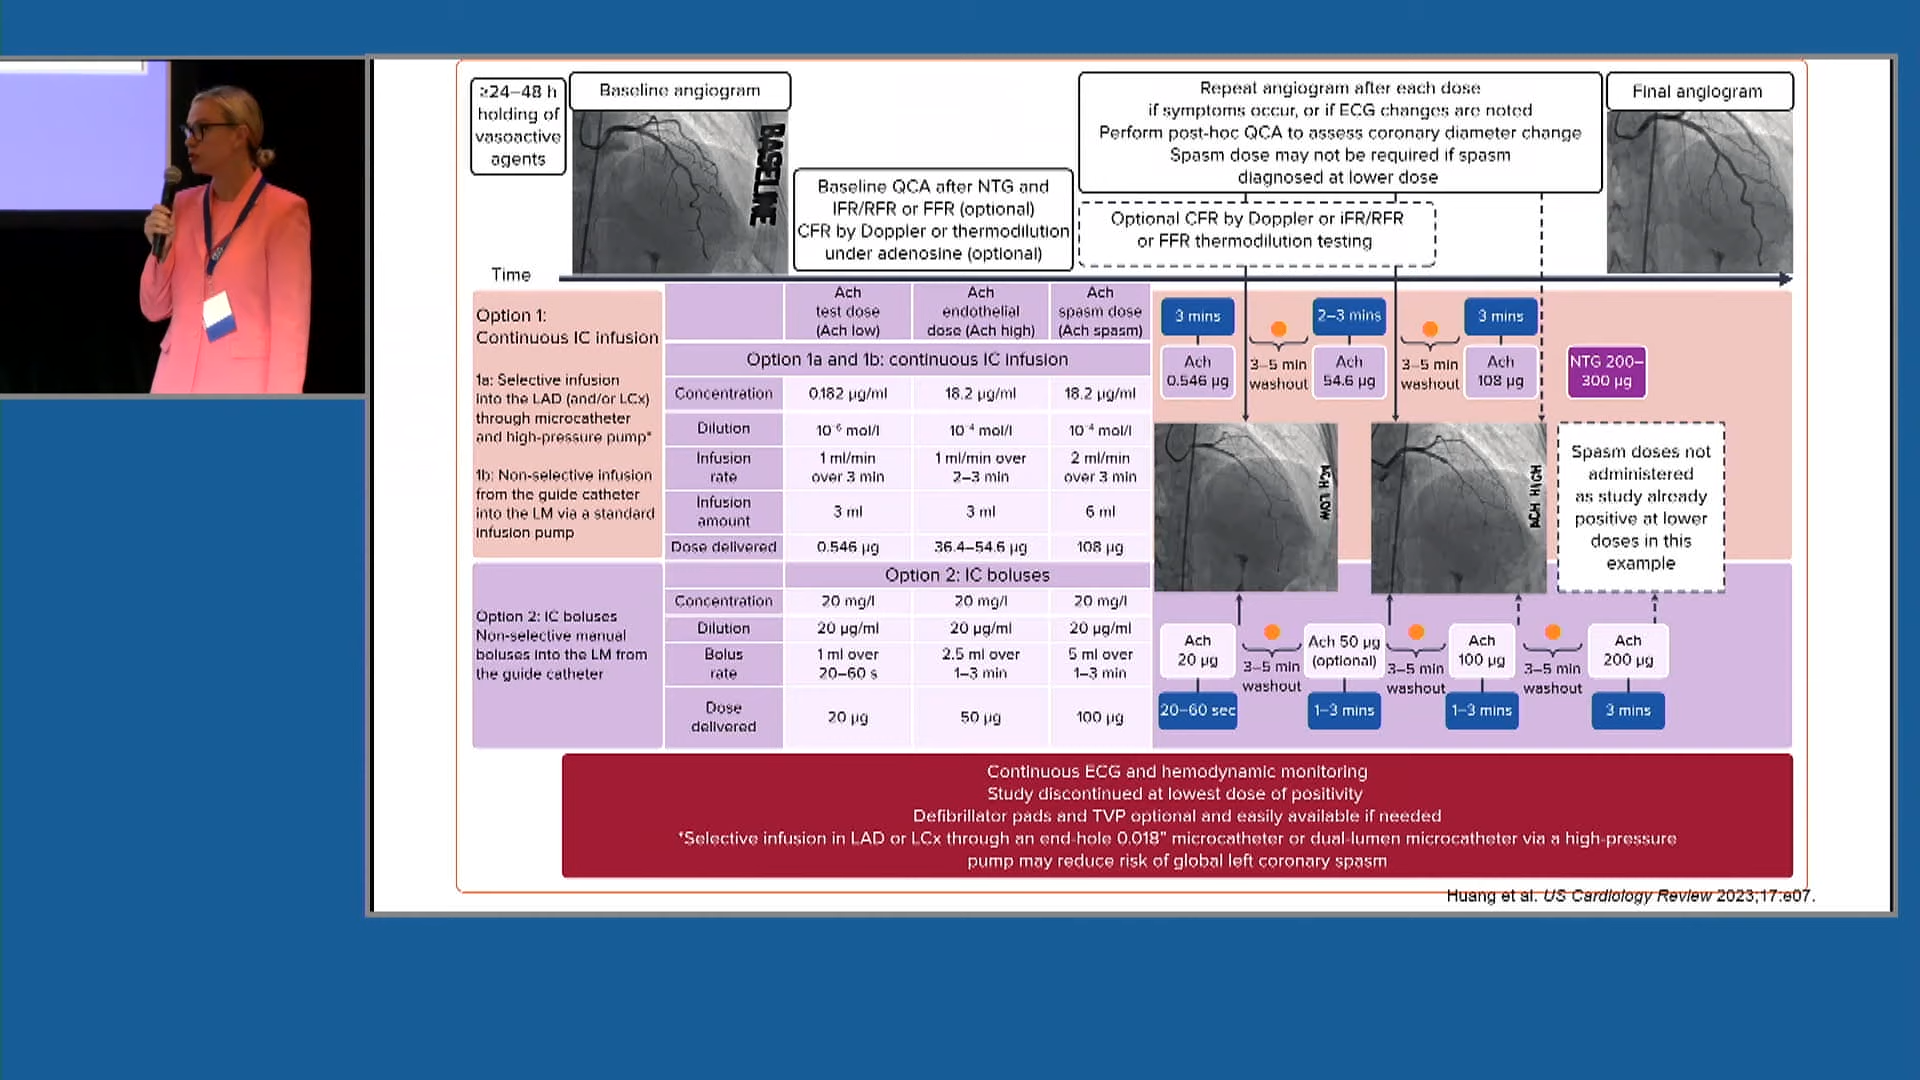 ≥24–48 h
holding of
vasoactive
agents
Baseline angiogram
BASELINE
Baseline QCA after NTG and
IFR/RFR or FFR (optional)
CFR by Doppler or thermodilution
under adenosine (optional)
Repeat angiogram after each dose
if symptoms occur, or if ECG changes are noted
Perform post-hoc QCA to assess coronary diameter change
Spasm dose may not be required if spasm
diagnosed at lower dose
Optional CFR by Doppler or iFR/RFR
or FFR thermodilution testing
Final angiogram
Time
Option 1:
Continuous IC infusion
1a: Selective infusion
into the LAD (and/or LCx)
through microcatheter
and high-pressure pump*
1b: Non-selective infusion
from the guide catheter
into the LM via a standard
infusion pump
Ach
test dose
(Ach low)
Ach
endothelial
dose (Ach high)
Ach
spasm dose
(Ach spasm)
Option 1a and 1b: continuous IC infusion
Concentration 0.182 µg/ml 18.2 µg/ml 18.2 µg/ml
Dilution 10⁻⁶ mol/l 10⁻⁴ mol/l 10⁻⁴ mol/l
Infusion
rate
1 ml/min
over 3 min
1 ml/min over
2–3 min
2 ml/min
over 3 min
Infusion
amount
3 ml 3 ml 6 ml
Dose delivered 0.546 µg 36.4–54.6 µg 108 µg
3 mins
Ach
0.546 µg
3–5 min
washout
2–3 mins
Ach
54.6 µg
3–5 min
washout
3 mins
Ach
108 µg
NTG 200–
300 µg
ACH LOW
ACH HIGH
Spasm doses not
administered
as study already
positive at lower
doses in this
example
Option 2: IC boluses
Non-selective manual
boluses into the LM from
the guide catheter
Option 2: IC boluses
Concentration 20 mg/l 20 mg/l 20 mg/l
Dilution 20 µg/ml 20 µg/ml 20 µg/ml
Bolus
rate
1 ml over
20–60 s
2.5 ml over
1–3 min
5 ml over
1–3 min
Dose
delivered
20 µg 50 µg 100 µg
Ach
20 µg
20–60 sec
3–5 min
washout
Ach 50 µg
(optional)
1–3 mins
3–5 min
washout
Ach
100 µg
1–3 mins
3–5 min
washout
Ach
200 µg
3 mins
Continuous ECG and hemodynamic monitoring
Study discontinued at lowest dose of positivity
Defibrillator pads and TVP optional and easily available if needed
*Selective infusion in LAD or LCx through an end-hole 0.018" microcatheter or dual-lumen microcatheter via a high-pressure
pump may reduce risk of global left coronary spasm
Huang et al. US Cardiology Review 2023;17:e07.